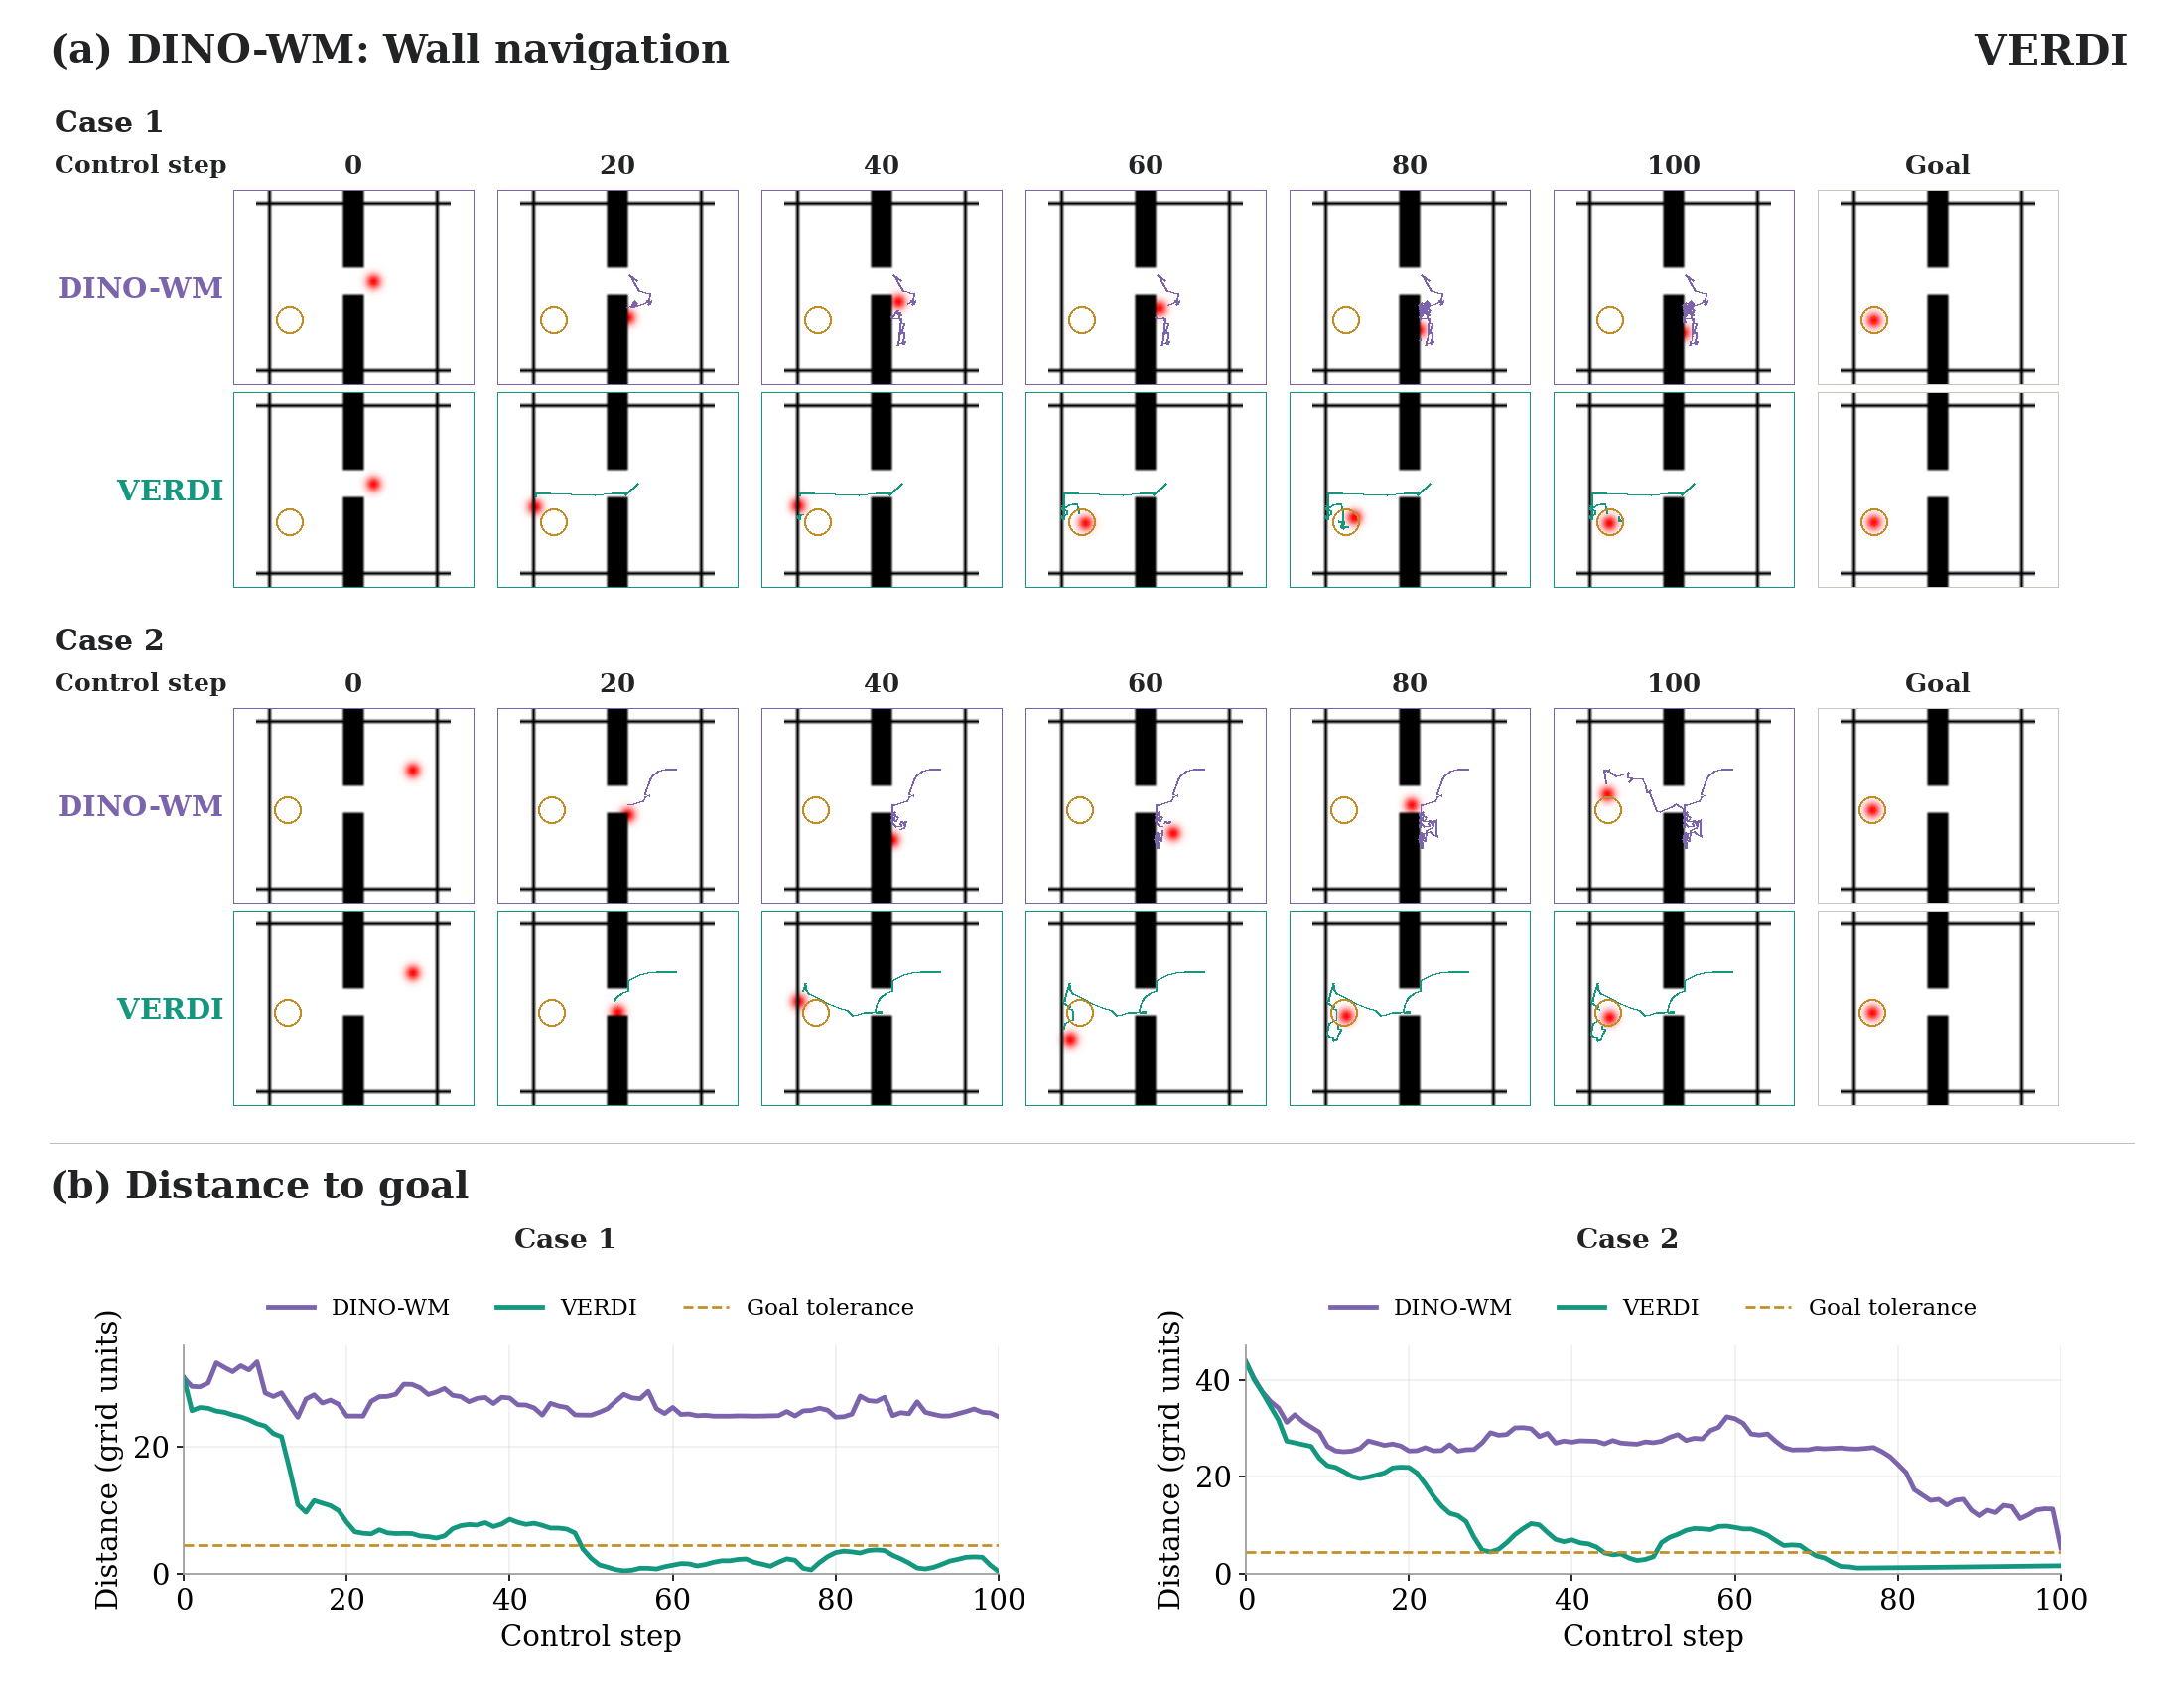 (a) DINO-WM: Wall navigation VERDI
Case 1
Control step 0 20 40 60 80 100 Goal
DINO-WM
VERDI
Case 2
Control step 0 20 40 60 80 100 Goal
DINO-WM
VERDI
(b) Distance to goal
Case 1
DINO-WM VERDI Goal tolerance
Distance (grid units)
20
0
0 20 40 60 80 100
Control step
Case 2
DINO-WM VERDI Goal tolerance
Distance (grid units)
40
20
0
0 20 40 60 80 100
Control step